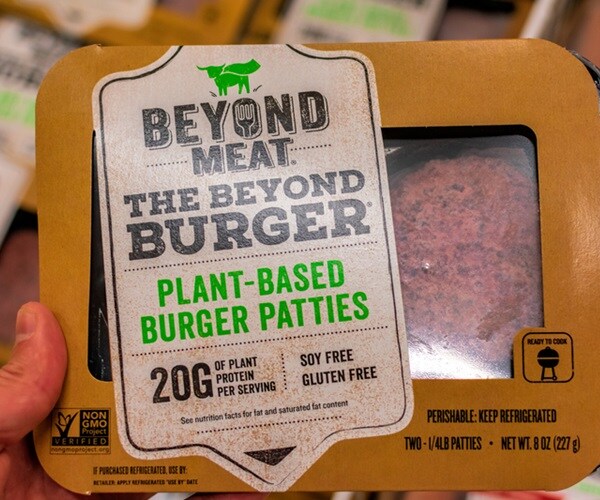 BEYOND
MEAT®
THE BEYOND
BURGER®
PLANT-BASED
BURGER PATTIES
20G OF PLANT PROTEIN PER SERVING
SOY FREE
GLUTEN FREE
See nutrition facts for fat and saturated fat content
READY TO COOK
NON
GMO
Project
VERIFIED
nongmoproject.org
PERISHABLE: KEEP REFRIGERATED
TWO - 1/4LB PATTIES • NET WT. 8 OZ (227 g)
IF PURCHASED REFRIGERATED, USE BY:
RETAILER: APPLY REFRIGERATED "USE BY" DATE